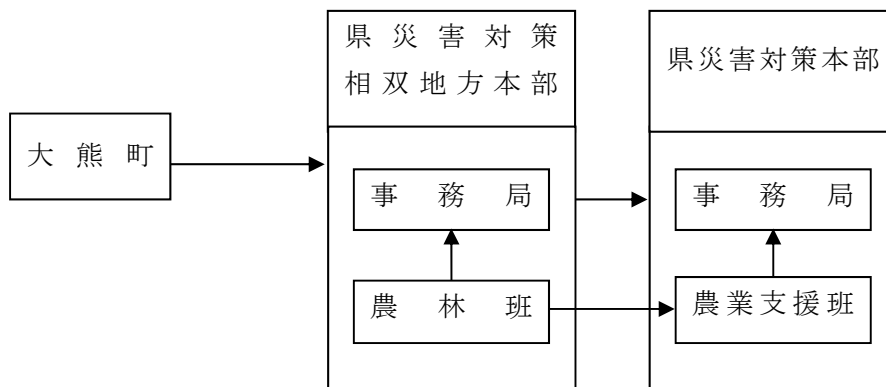 大熊町
県災害対策
相双地方本部
事務局
農林班
県災害対策本部
事務局
農業支援班